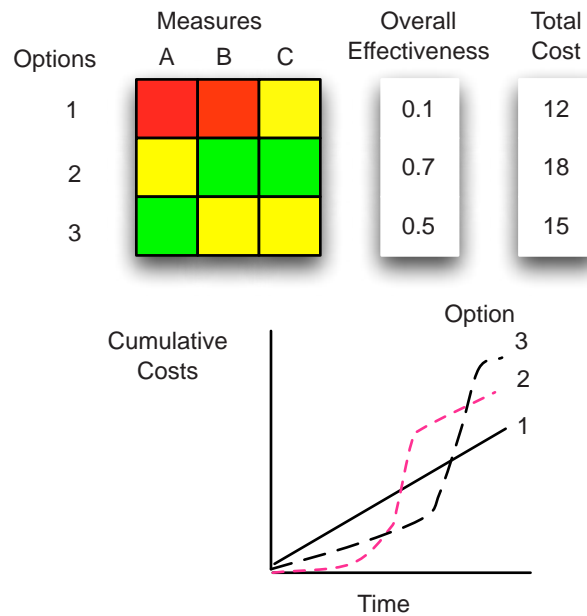 Measures
Overall
Effectiveness
Total
Cost
Options
A B C
1 0.1 12
2 0.7 18
3 0.5 15
Option
Cumulative
Costs
3
2
1
Time